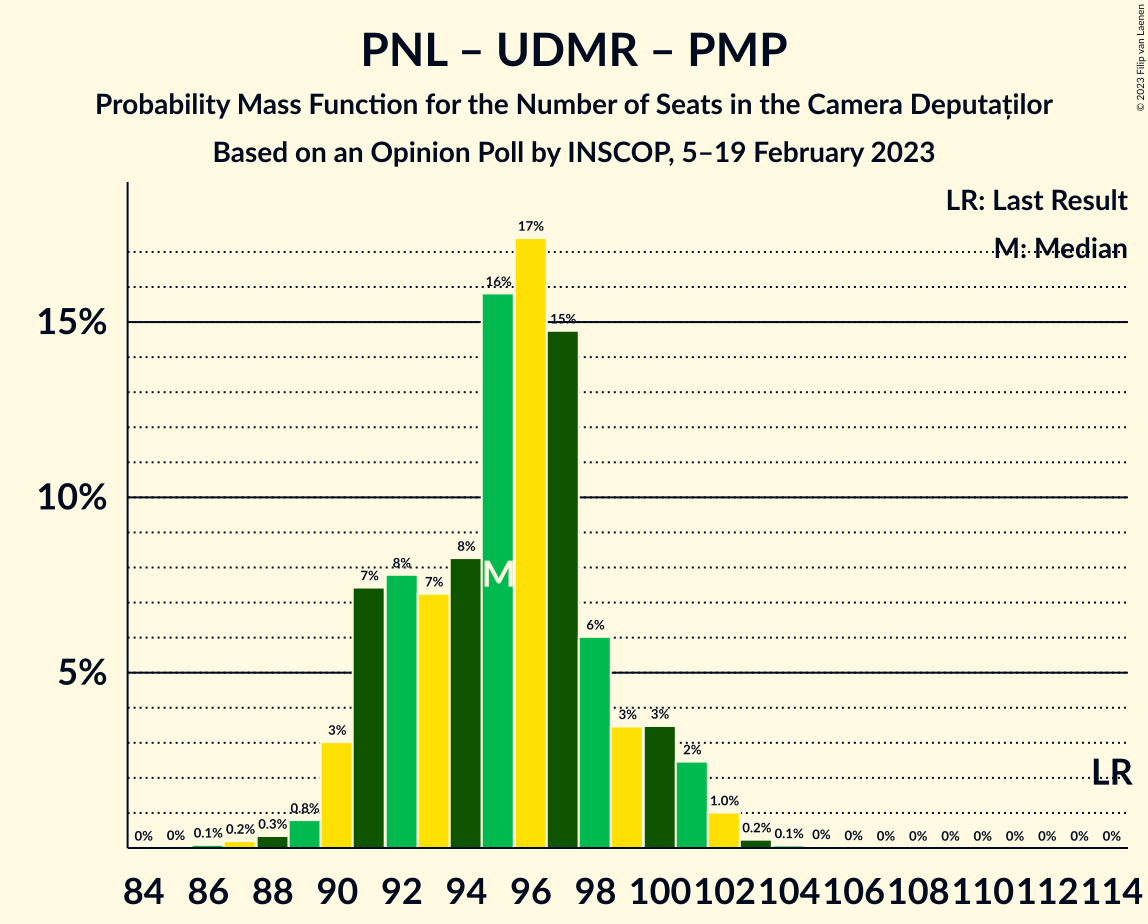 PNL – UDMR – PMP
Probability Mass Function for the Number of Seats in the Camera Deputaților
Based on an Opinion Poll by INSCOP, 5–19 February 2023
© 2023 Filip van Laenen
LR: Last Result
M: Median
17%
16%
15%
15%
10%
8%
8%
7%
7%
M
6%
5%
3%
3%
3%
2%
LR
0% 0% 0.1% 0.2% 0.3% 0.8% 1.0% 0.2% 0.1% 0% 0% 0% 0% 0% 0% 0% 0% 0% 0%
84 86 88 90 92 94 96 98 100 102 104 106 108 110 112 114